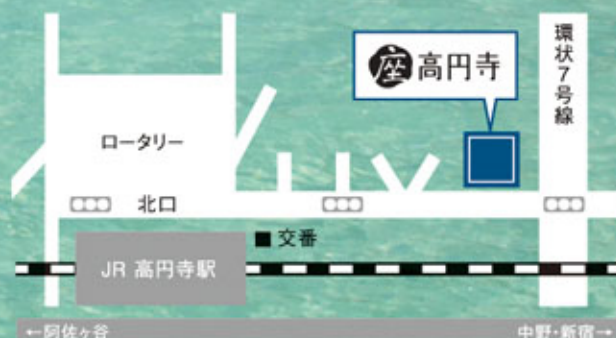 座高円寺
環状7号線
ロータリー
北口
交番
JR 高円寺駅
←阿佐ヶ谷
中野・新宿→